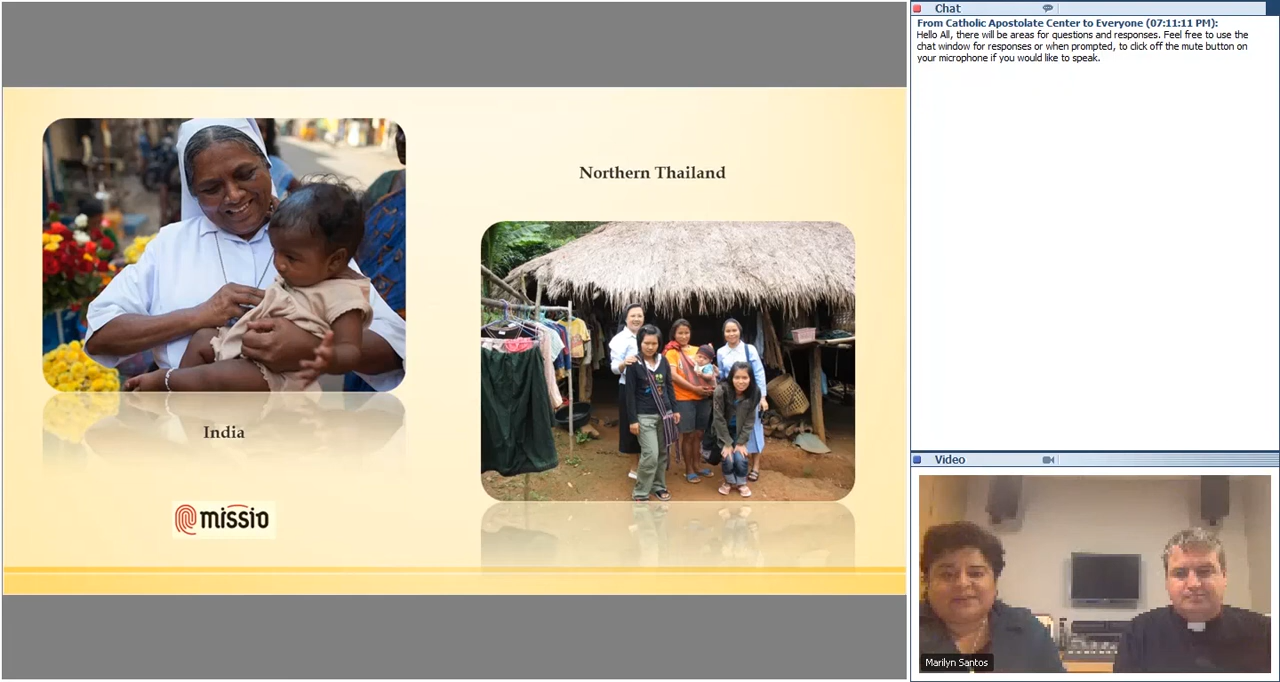 Northern Thailand
India
missio
Chat
From Catholic Apostolate Center to Everyone (07:11:11 PM):
Hello All, there will be areas for questions and responses. Feel free to use the
chat window for responses or when prompted, to click off the mute button on
your microphone if you would like to speak.
Video
Marilyn Santos